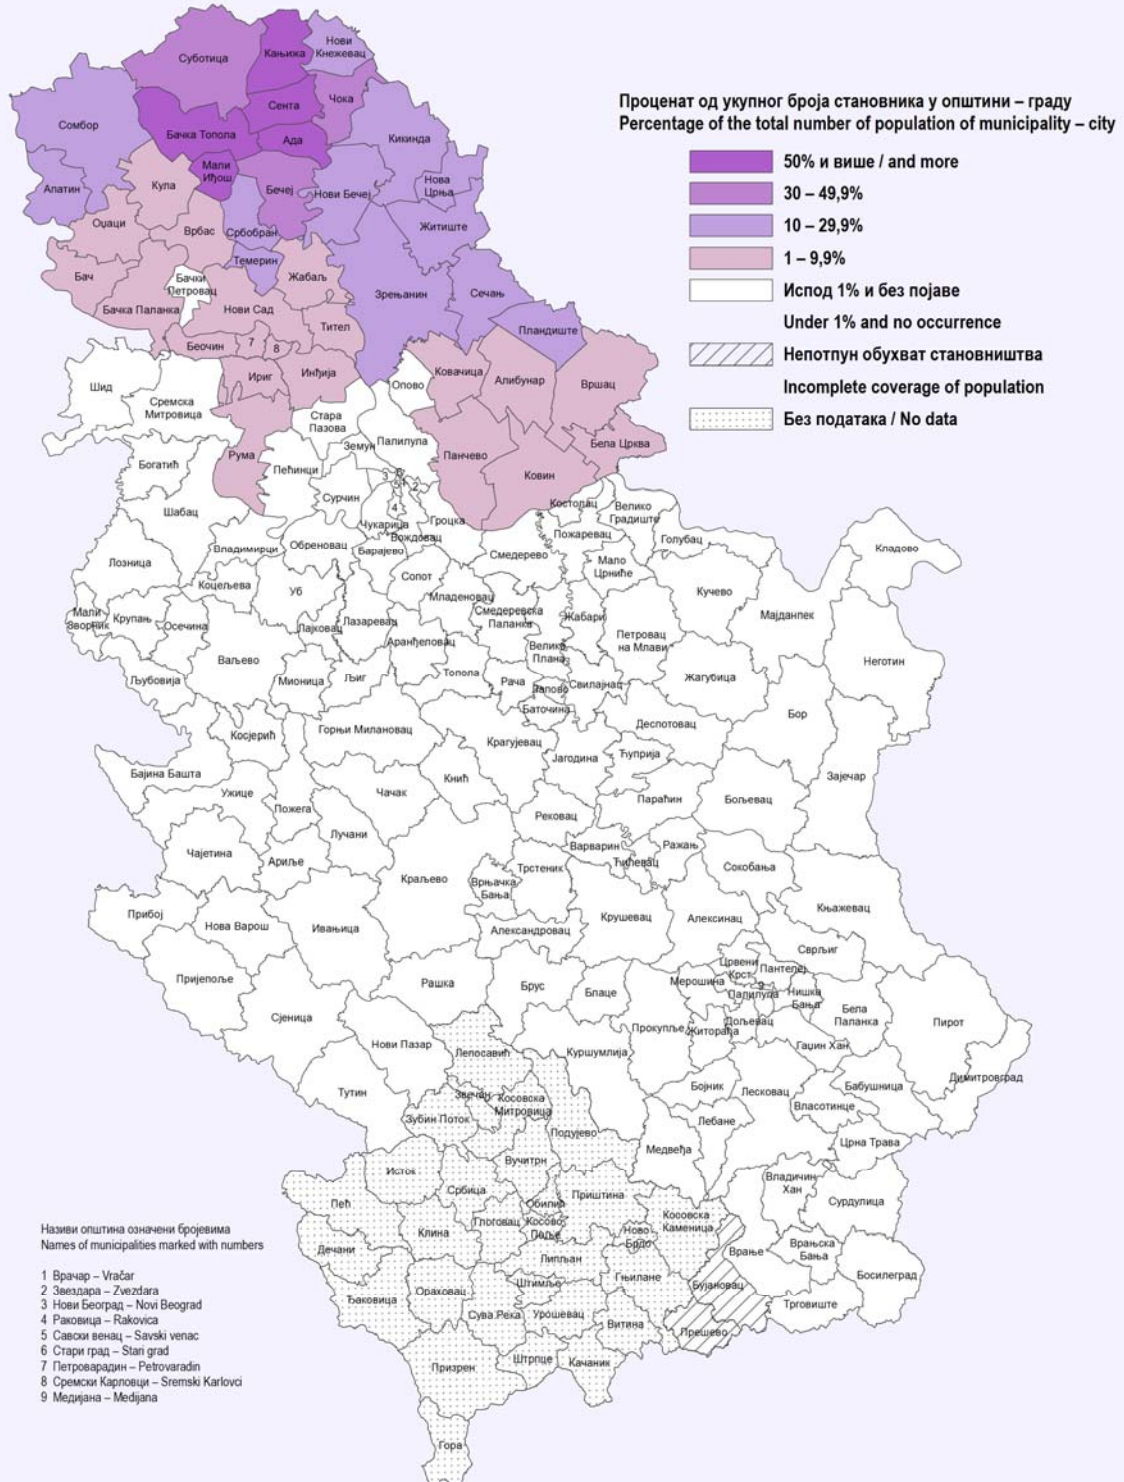 Проценат од укупног броја становника у општини – граду
Percentage of the total number of population of municipality – city
50% и више / and more
30 – 49,9%
10 – 29,9%
1 – 9,9%
Испод 1% и без појаве
Under 1% and no occurrence
Непотпун обухват становништва
Incomplete coverage of population
Без података / No data
Суботица
Кањижа
Нови
Кнежевац
Сента
Чока
Сомбор
Бачка Топола
Ада
Кикинда
Мали
Иђош
Апатин
Кула
Бечеј
Нови Бечеј
Нова
Црња
Оџаци
Врбас
Србобран
Житиште
Темерин
Бач
Бачки
Петровац
Жабаљ
Бачка Паланка
Нови Сад
Зрењанин
Сечањ
Тител
Пландиште
Беочин
7
8
Шид
Сремска
Митровица
Ириг
Инђија
Опово
Ковачица
Алибунар
Вршац
Стара
Пазова
Земун
Палилула
Рума
Панчево
Бела Црква
Богатић
Пећинци
3
6
5
1
2
Ковин
Сурчин
4
Шабац
Чукарица
Гроцка
Костолац
Велико
Градиште
Владимирци
Обреновац
Вождовац
Барајево
Пожаревац
Голубац
Кладово
Лозница
Смедерево
Мало
Црниће
Коцељева
Уб
Сопот
Кучево
Мали
Зворник
Крупањ
Осечина
Младеновац
Смедеревска
Паланка
Жабари
Мајданпек
Лајковац
Лазаревац
Аранђеловац
Петровац
на Млави
Велика
Плана
Ваљево
Неготин
Љубовија
Мионица
Љиг
Топола
Рача
Лапово
Свилајнац
Жагубица
Баточина
Косјерић
Горњи Милановац
Деспотовац
Бор
Крагујевац
Јагодина
Ћуприја
Бајина Башта
Ужице
Чачак
Кнић
Зајечар
Пожега
Параћин
Бољевац
Лучани
Рековац
Чајетина
Ариље
Варварин
Ражањ
Ћићевац
Сокобања
Краљево
Врњачка
Бања
Трстеник
Прибој
Нова Варош
Ивањица
Крушевац
Алексинац
Књажевац
Александровац
Сврљиг
Пријепоље
Рашка
Брус
Блаце
Мерошина
Црвени
Крст
Пантелеј
9
Палилула
Нишка
Бања
Бела
Паланка
Пирот
Сјеница
Нови Пазар
Прокупље
Житорађа
Дољевац
Гаџин Хан
Лепосавић
Куршумлија
Димитровград
Тутин
Звечан
Косовска
Митровица
Бојник
Лесковац
Бабушница
Зубин Поток
Власотинце
Лебане
Подујево
Медвеђа
Црна Трава
Вучитрн
Исток
Србица
Владичин
Хан
Сурдулица
Пећ
Обилић
Приштина
Косовска
Каменица
Клина
Глоговац
Косово
Поље
Ново
Брдо
Дечани
Липљан
Врање
Врањска
Бања
Гњилане
Босилеград
Бујановац
Ђаковица
Ораховац
Штимље
Трговиште
Сува Река
Урошевац
Витина
Прешево
Призрен
Штрпце
Качаник
Гора
Називи општина означени бројевима
Names of municipalities marked with numbers
1 Врачар – Vračar
2 Звездара – Zvezdara
3 Нови Београд – Novi Beograd
4 Раковица – Rakovica
5 Савски венац – Savski venac
6 Стари град – Stari grad
7 Петроварадин – Petrovaradin
8 Сремски Карловци – Sremski Karlovci
9 Медијана – Medijana